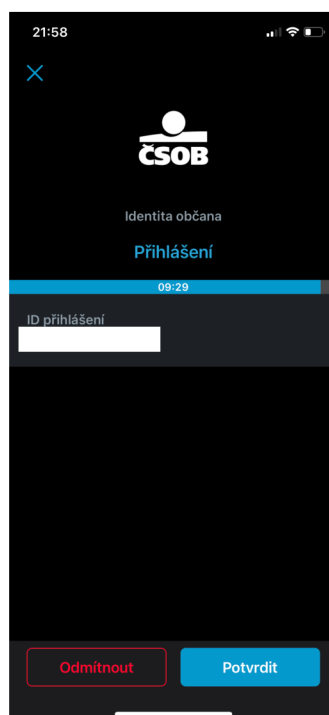 21:58
ČSOB
Identita občana
Přihlášení
09:29
ID přihlášení
Odmítnout
Potvrdit